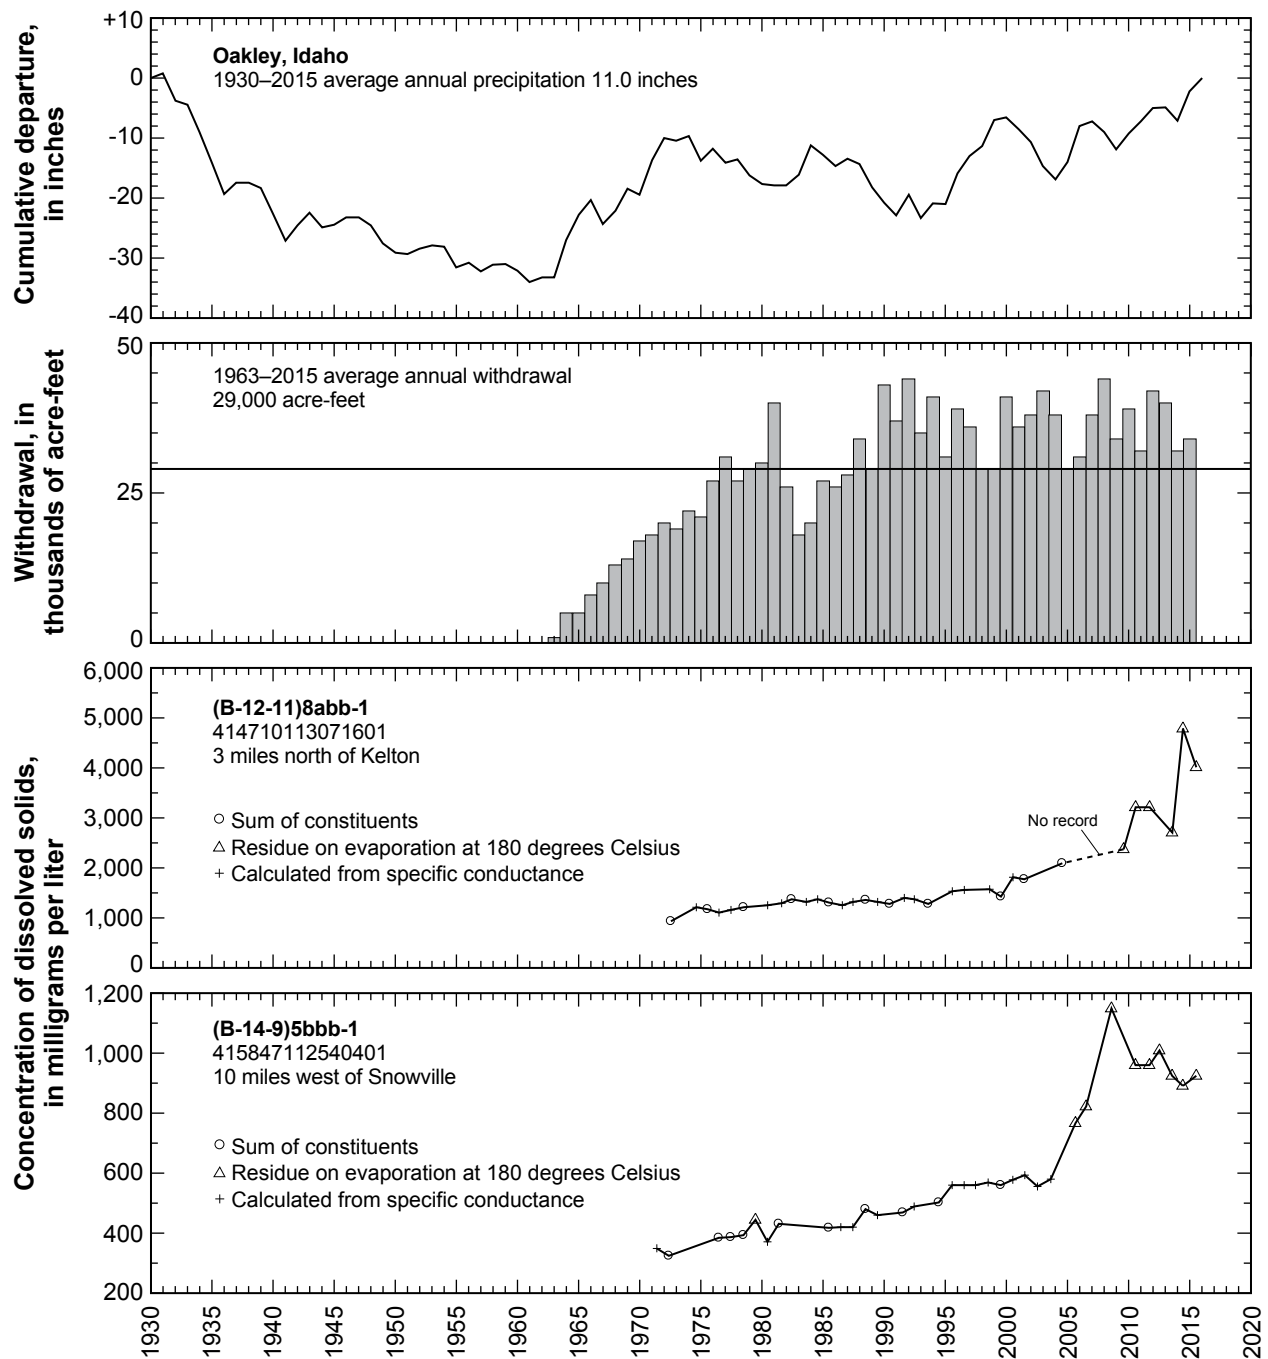 Cumulative departure,
in inches
+10
0
-10
-20
-30
-40
Oakley, Idaho
1930–2015 average annual precipitation 11.0 inches
Withdrawal, in
thousands of acre-feet
50
25
0
1963–2015 average annual withdrawal
29,000 acre-feet
Concentration of dissolved solids,
in milligrams per liter
6,000
5,000
4,000
3,000
2,000
1,000
0
(B-12-11)8abb-1
414710113071601
3 miles north of Kelton
Sum of constituents
Residue on evaporation at 180 degrees Celsius
Calculated from specific conductance
No record
1,200
1,000
800
600
400
200
(B-14-9)5bbb-1
415847112540401
10 miles west of Snowville
Sum of constituents
Residue on evaporation at 180 degrees Celsius
Calculated from specific conductance
1930
1935
1940
1945
1950
1955
1960
1965
1970
1975
1980
1985
1990
1995
2000
2005
2010
2015
2020